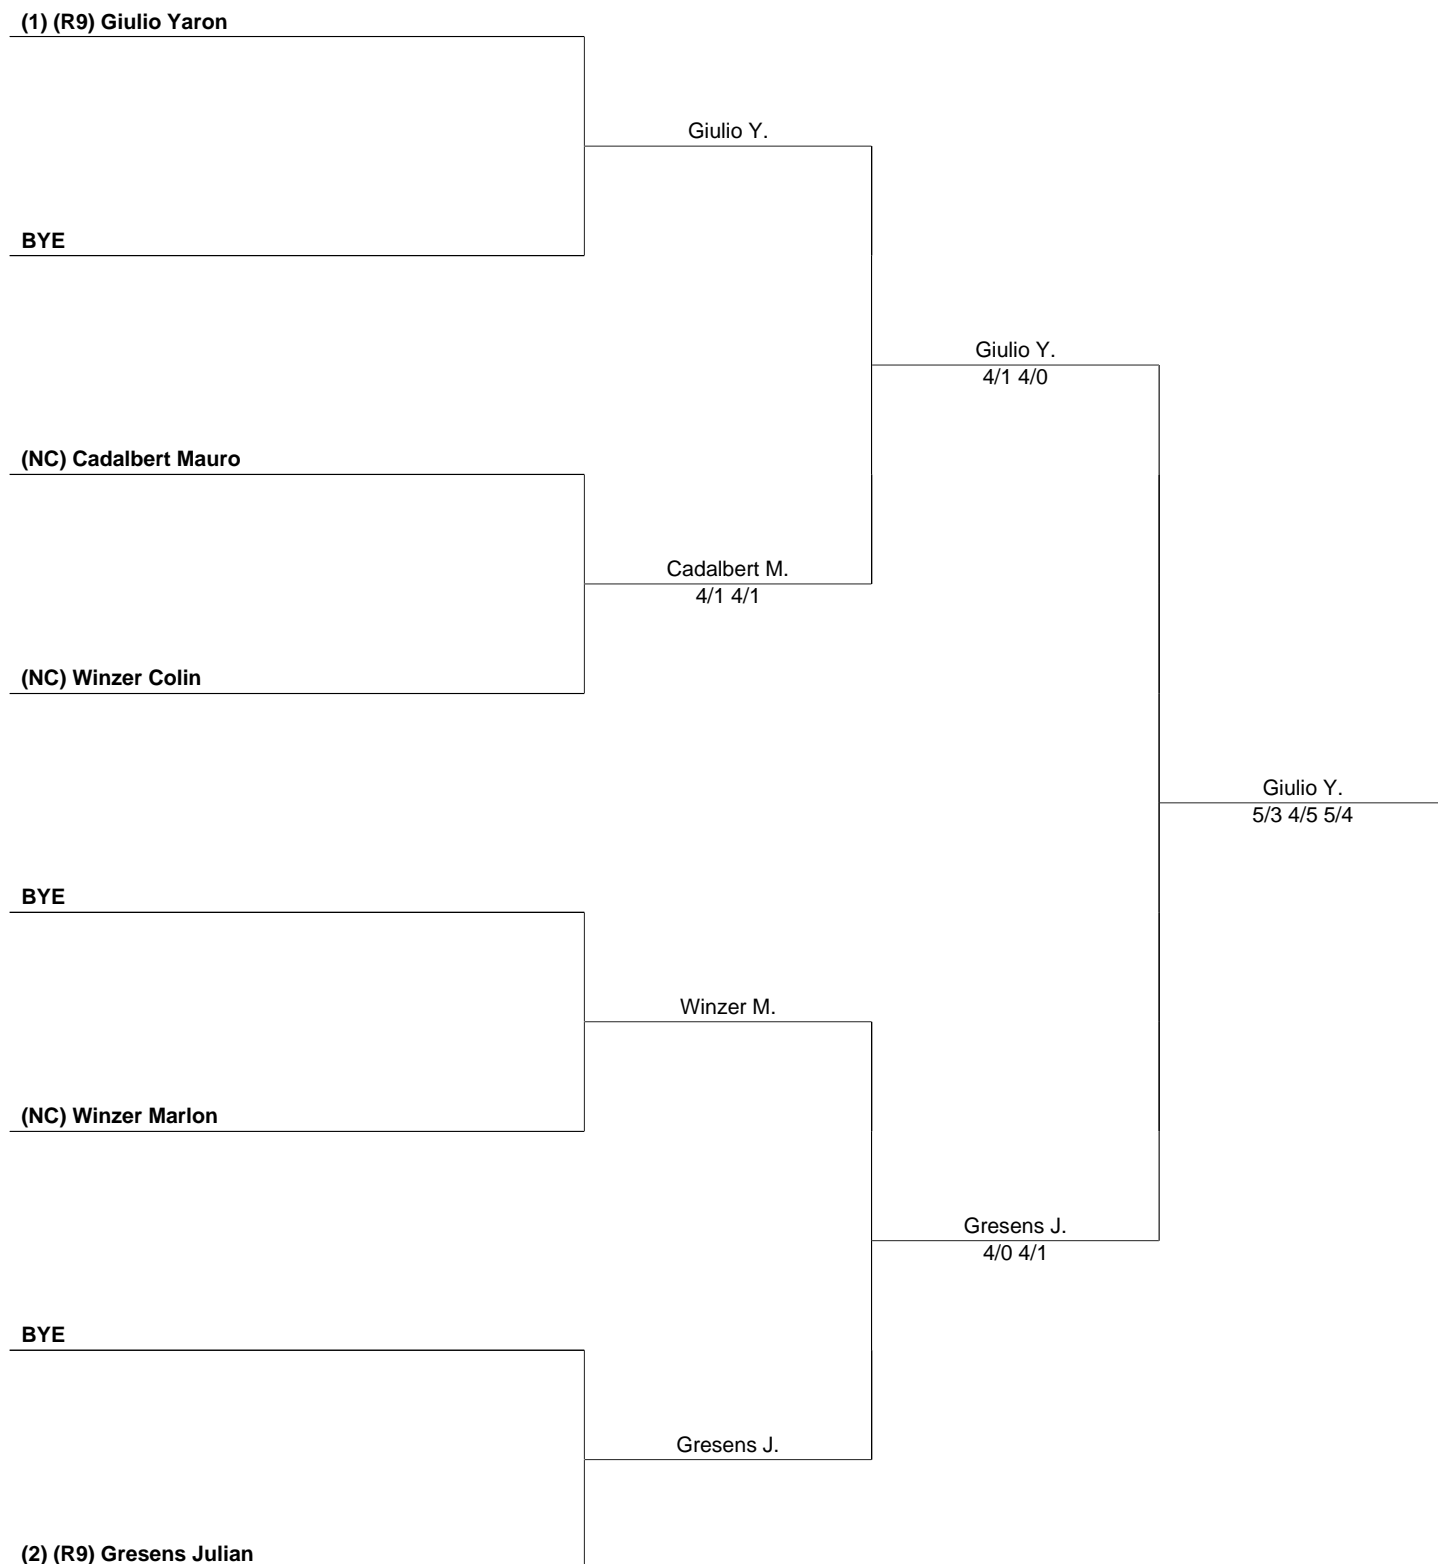 (1) (R9) Giulio Yaron
Giulio Y.
BYE
Giulio Y.
4/1 4/0
(NC) Cadalbert Mauro
Cadalbert M.
4/1 4/1
(NC) Winzer Colin
Giulio Y.
5/3 4/5 5/4
BYE
Winzer M.
(NC) Winzer Marlon
Gresens J.
4/0 4/1
BYE
Gresens J.
(2) (R9) Gresens Julian